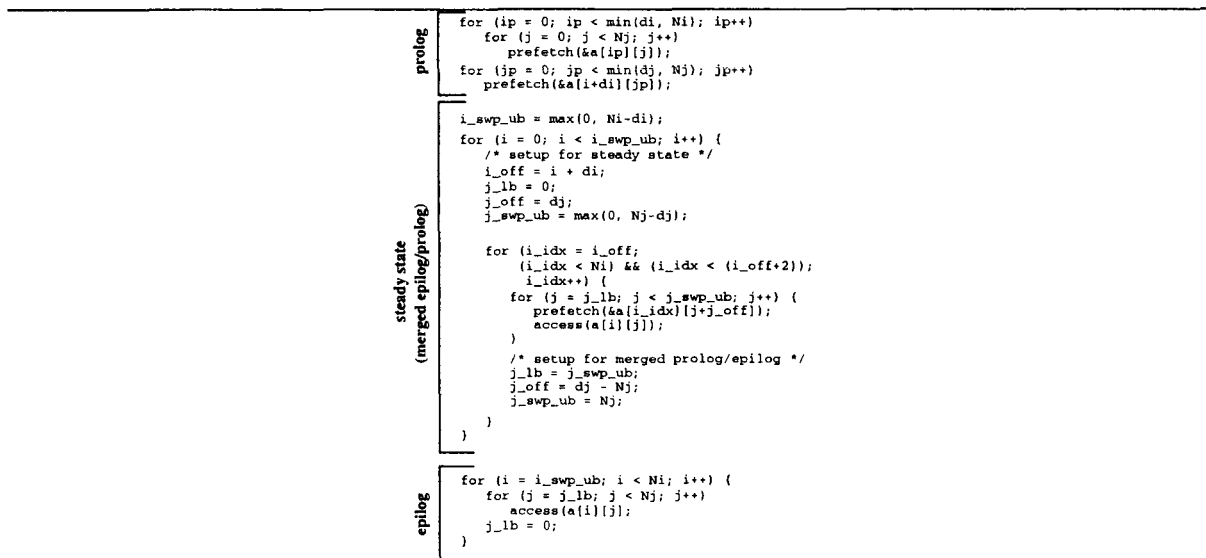 prolog
for (ip = 0; ip < min(di, Ni); ip++)
for (j = 0; j < Nj; j++)
prefetch(&a[ip][j]);
for (jp = 0; jp < min(dj, Nj); jp++)
prefetch(&a[i+di][jp]);
steady state
(merged epilog/prolog)
i_swp_ub = max(0, Ni-di);
for (i = 0; i < i_swp_ub; i++) {
/* setup for steady state */
i_off = i + di;
j_lb = 0;
j_off = dj;
j_swp_ub = max(0, Nj-dj);
for (i_idx = i_off;
(i_idx < Ni) && (i_idx < (i_off+2));
i_idx++) {
for (j = j_lb; j < j_swp_ub; j++) {
prefetch(&a[i_idx][j+j_off]);
access(a[i][j]);
}
/* setup for merged prolog/epilog */
j_lb = j_swp_ub;
j_off = dj - Nj;
j_swp_ub = Nj;
}
}
epilog
for (i = i_swp_ub; i < Ni; i++) {
for (j = j_lb; j < Nj; j++)
access(a[i][j];
j_lb = 0;
}